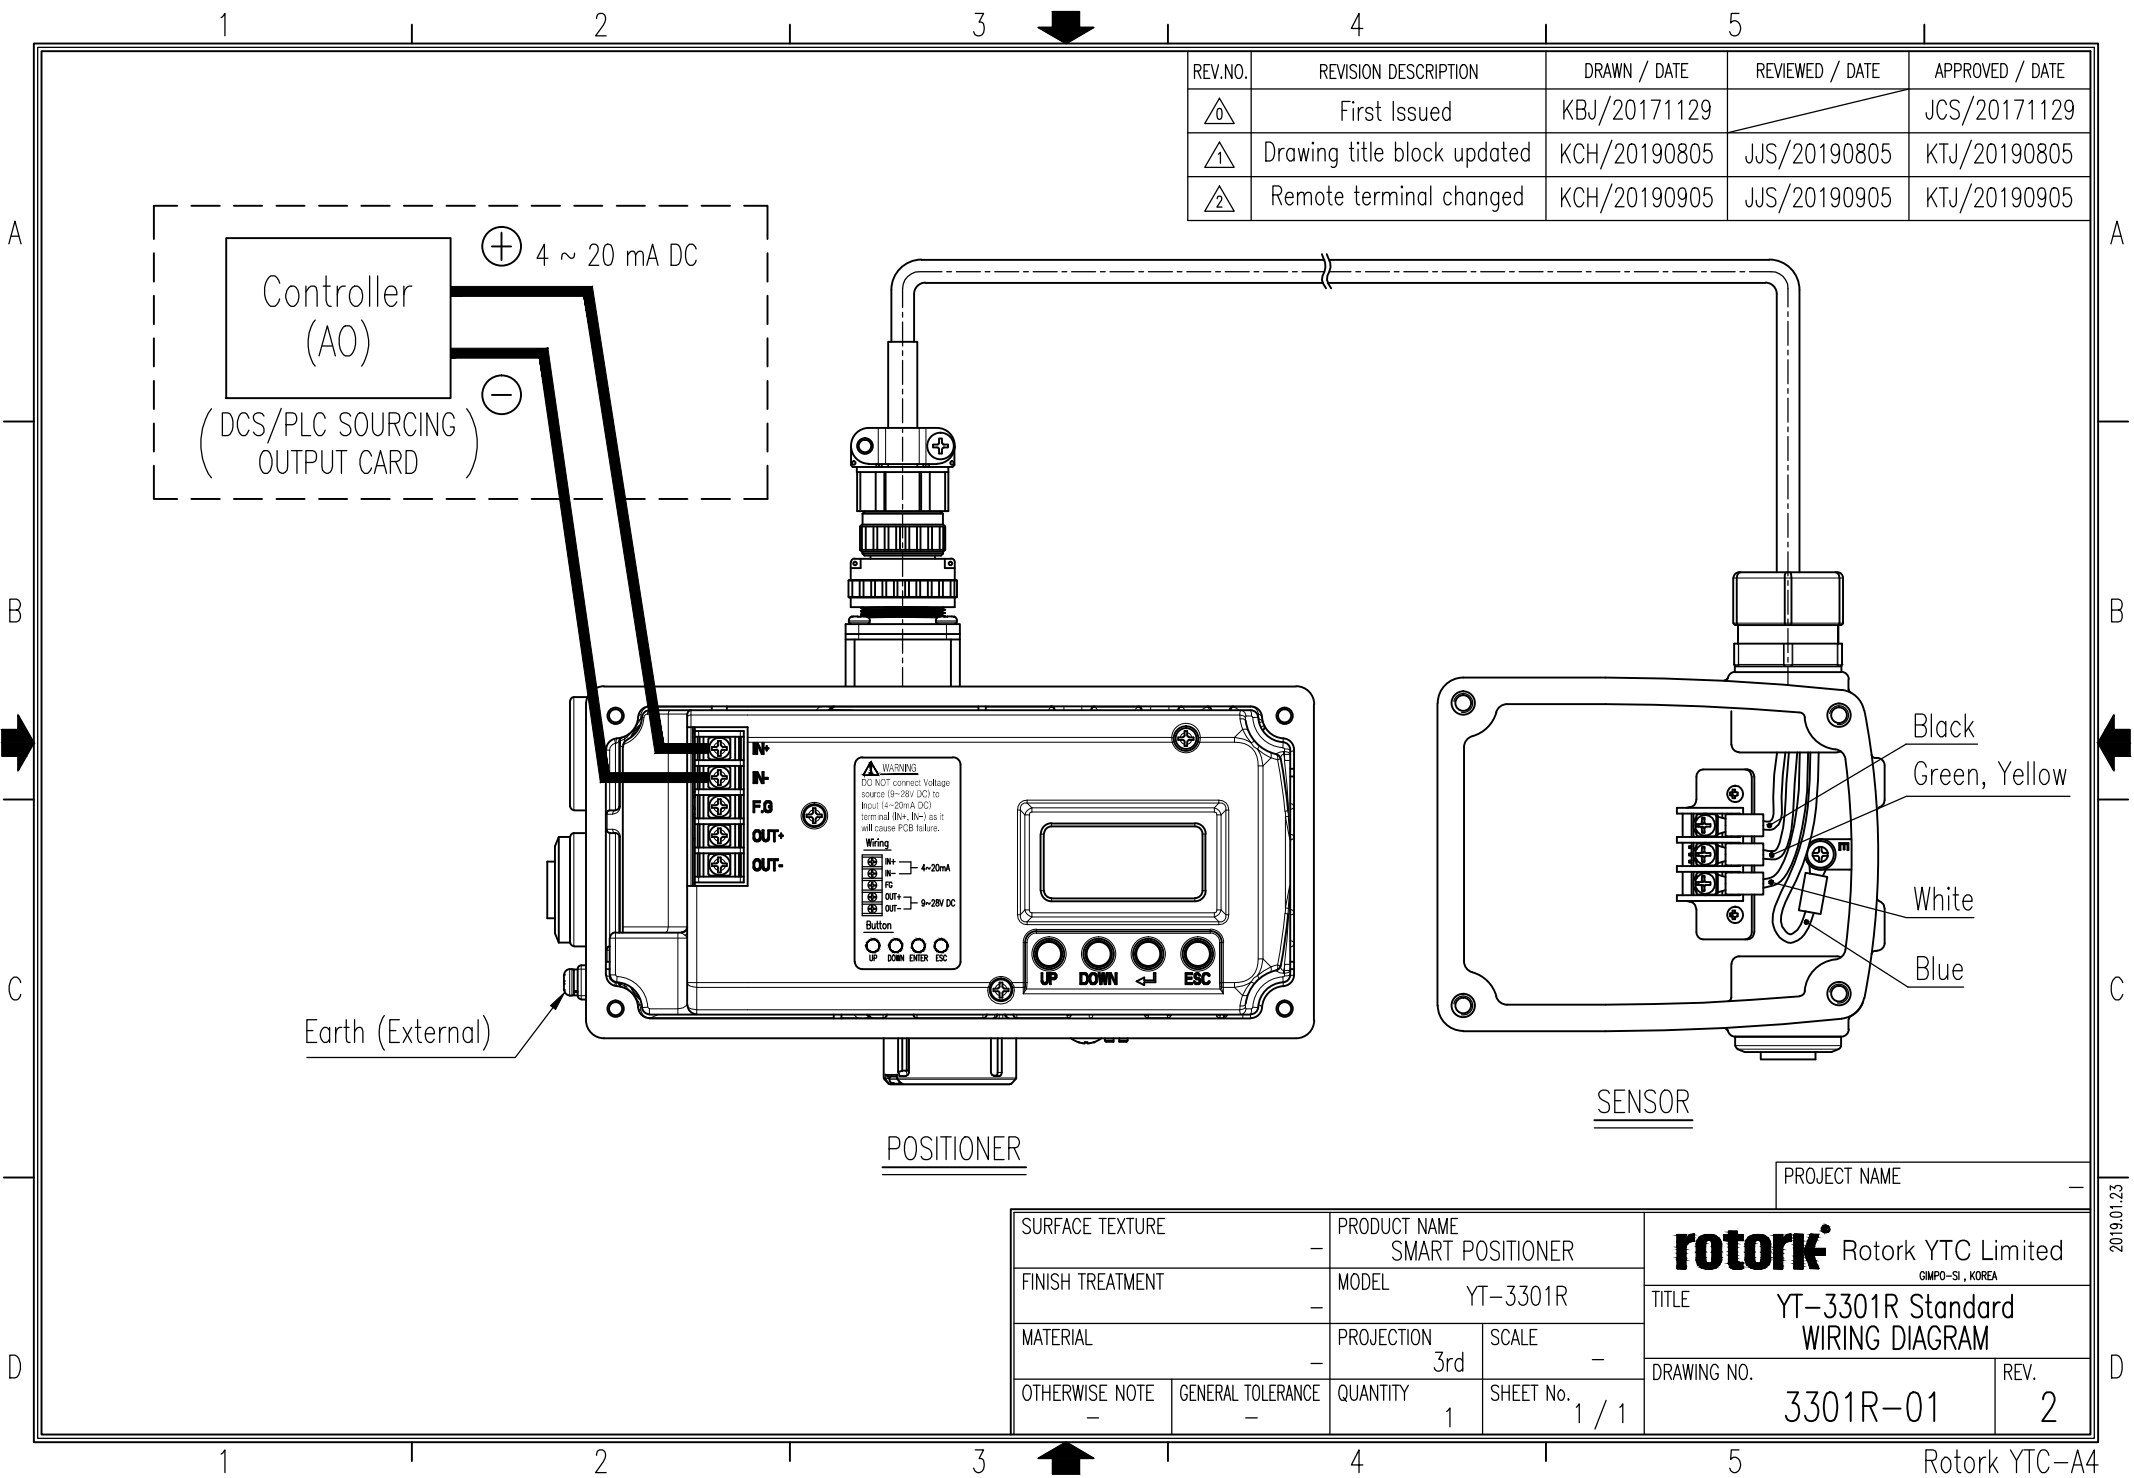 1 2 3 4 5
REV.NO. REVISION DESCRIPTION DRAWN / DATE REVIEWED / DATE APPROVED / DATE
0 First Issued KBJ/20171129 JCS/20171129
1 Drawing title block updated KCH/20190805 JJS/20190805 KTJ/20190805
2 Remote terminal changed KCH/20190905 JJS/20190905 KTJ/20190905
A A
+ 4 ~ 20 mA DC
Controller
(AO)
−
( DCS/PLC SOURCING
OUTPUT CARD )
B B
IN+
IN-
F.G
OUT+
OUT-
WARNING
DO NOT connect Voltage
source (9~28V DC) to
Input (4~20mA DC)
terminal (IN+, IN-) as it
will cause PCB failure.
Wiring
IN+
IN-
4~20mA
FG
OUT+
OUT-
9~28V DC
Button
UP DOWN ENTER ESC
UP DOWN ↵ ESC
Black
Green, Yellow
E
White
Blue
C C
Earth (External)
SENSOR
POSITIONER
PROJECT NAME –
2019.01.23
SURFACE TEXTURE –
PRODUCT NAME
SMART POSITIONER
rotork Rotork YTC Limited
GIMPO-SI , KOREA
FINISH TREATMENT –
MODEL YT-3301R
TITLE YT-3301R Standard
WIRING DIAGRAM
MATERIAL –
PROJECTION 3rd
SCALE –
D D
OTHERWISE NOTE –
GENERAL TOLERANCE –
QUANTITY 1
SHEET No. 1 / 1
DRAWING NO. 3301R-01
REV. 2
1 2 3 4 5
Rotork YTC-A4